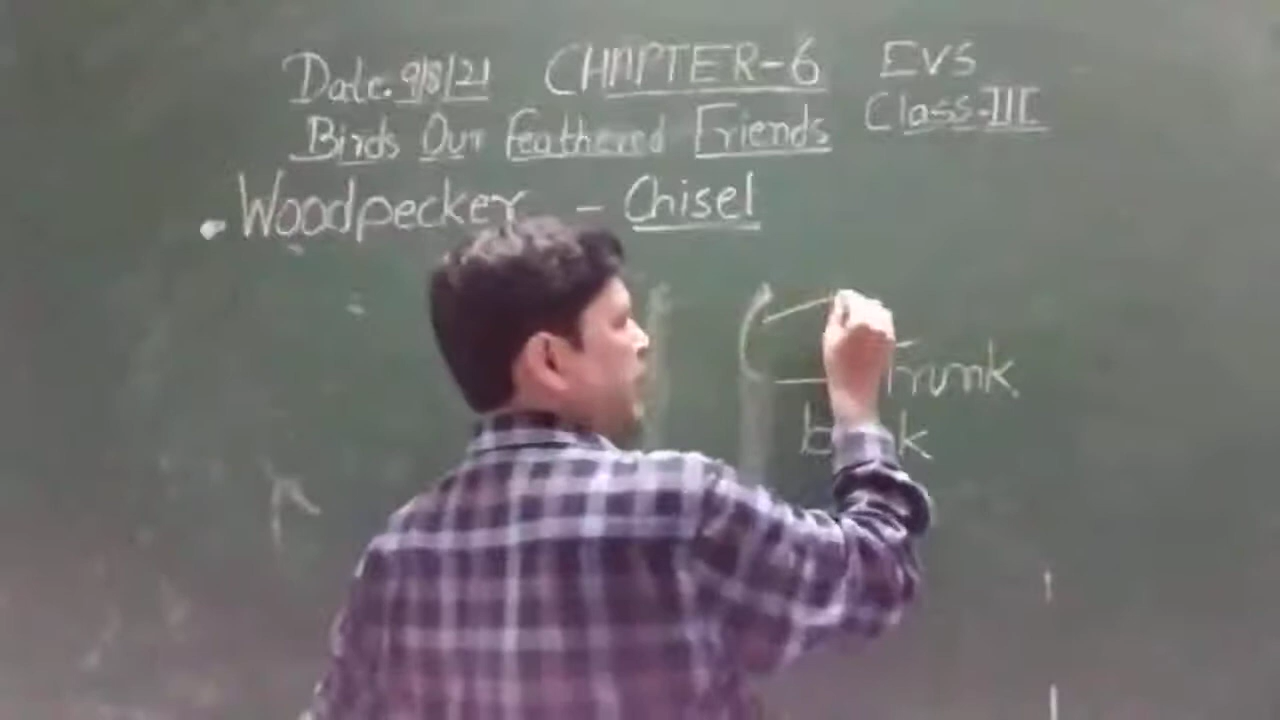 Date. 9/8/21 CHAPTER-6 EVS
Birds Our feathered Friends Class-III
Woodpecker - Chisel
Trunk